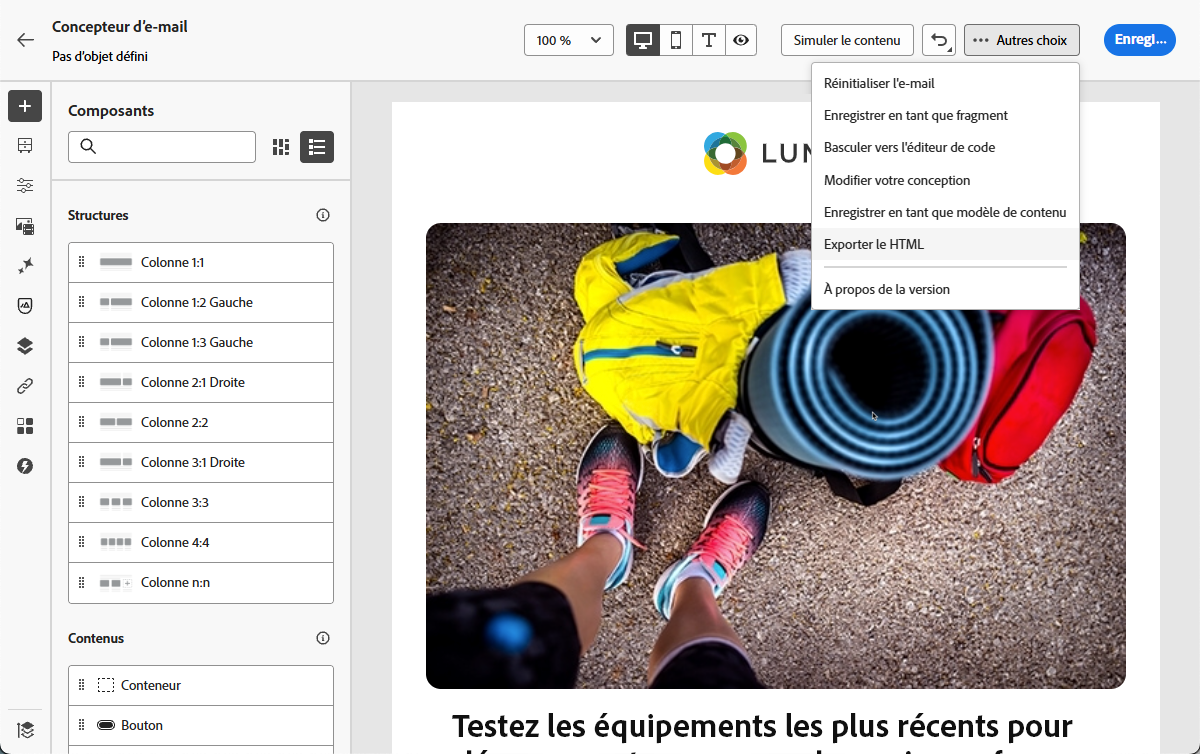 Concepteur d'e-mail
Pas d'objet défini
100 %
Simuler le contenu
Autres choix
Enregi...
Réinitialiser l'e-mail
Enregistrer en tant que fragment
Basculer vers l'éditeur de code
Modifier votre conception
Enregistrer en tant que modèle de contenu
Exporter le HTML
À propos de la version
Composants
Structures
Colonne 1:1
Colonne 1:2 Gauche
Colonne 1:3 Gauche
Colonne 2:1 Droite
Colonne 2:2
Colonne 3:1 Droite
Colonne 3:3
Colonne 4:4
Colonne n:n
Contenus
Conteneur
Bouton
Testez les équipements les plus récents pour